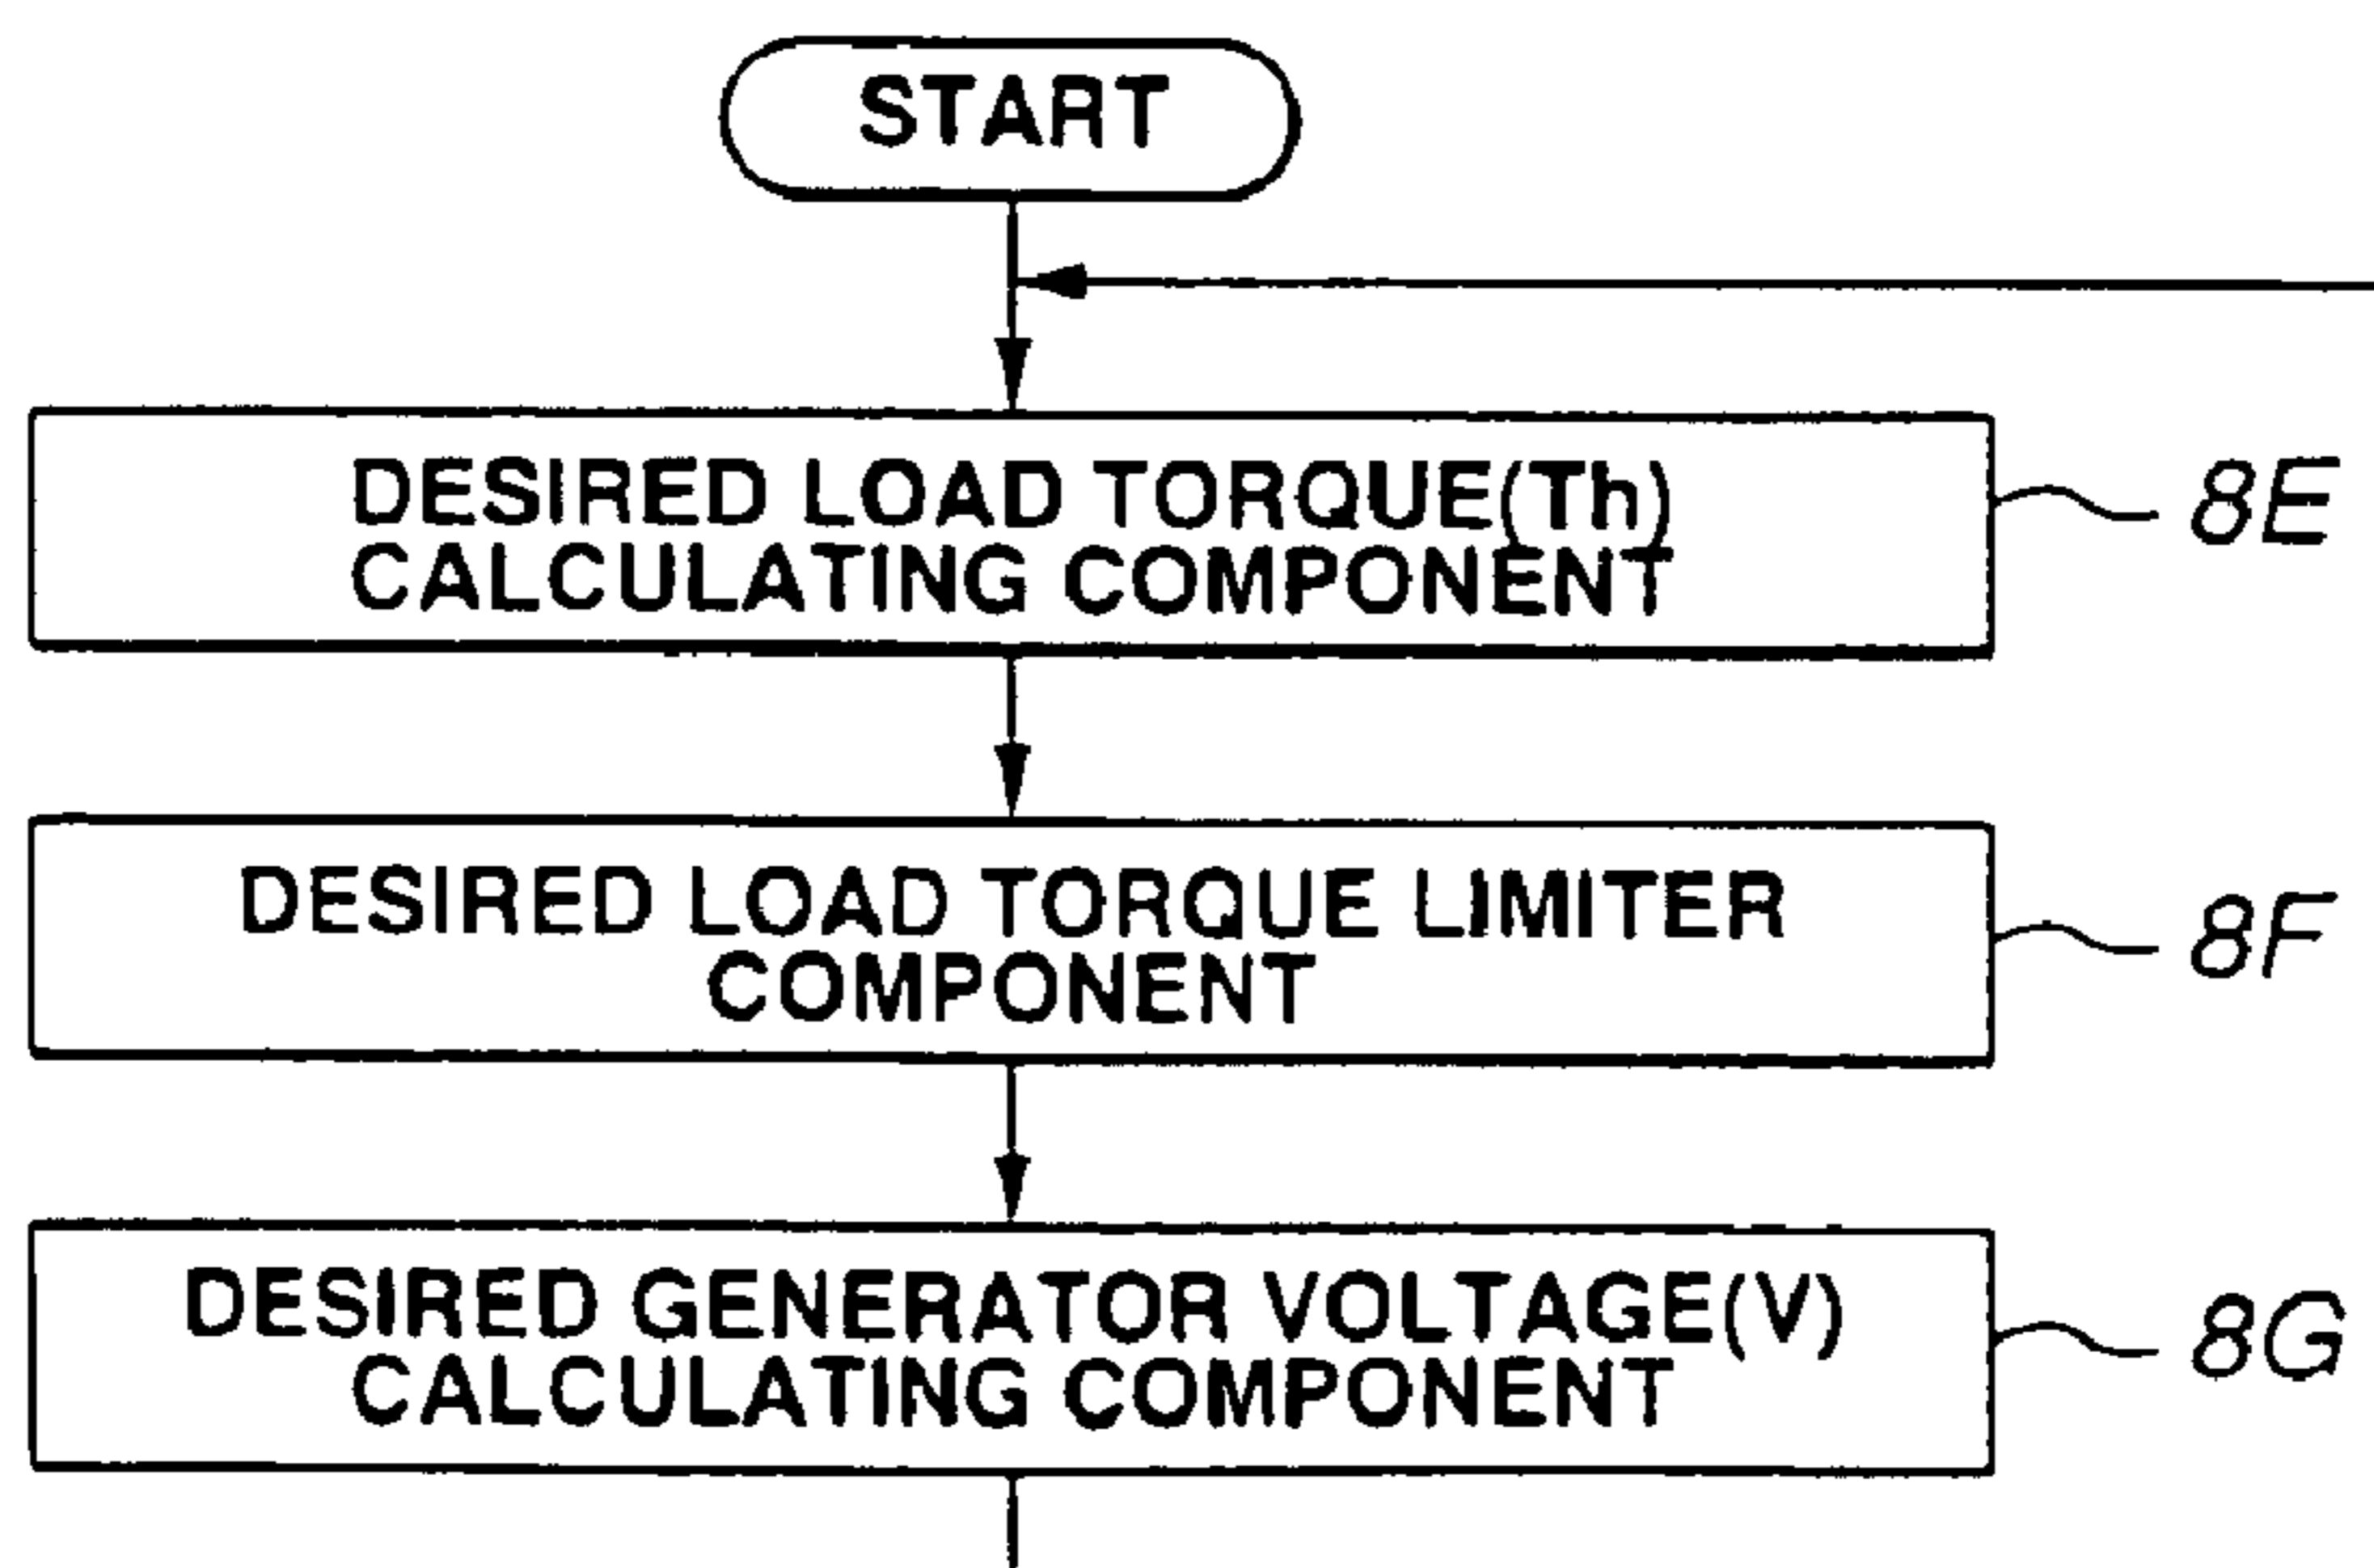 START
DESIRED LOAD TORQUE(Th)
CALCULATING COMPONENT
8E
DESIRED LOAD TORQUE LIMITER
COMPONENT
8F
DESIRED GENERATOR VOLTAGE(V)
CALCULATING COMPONENT
8G